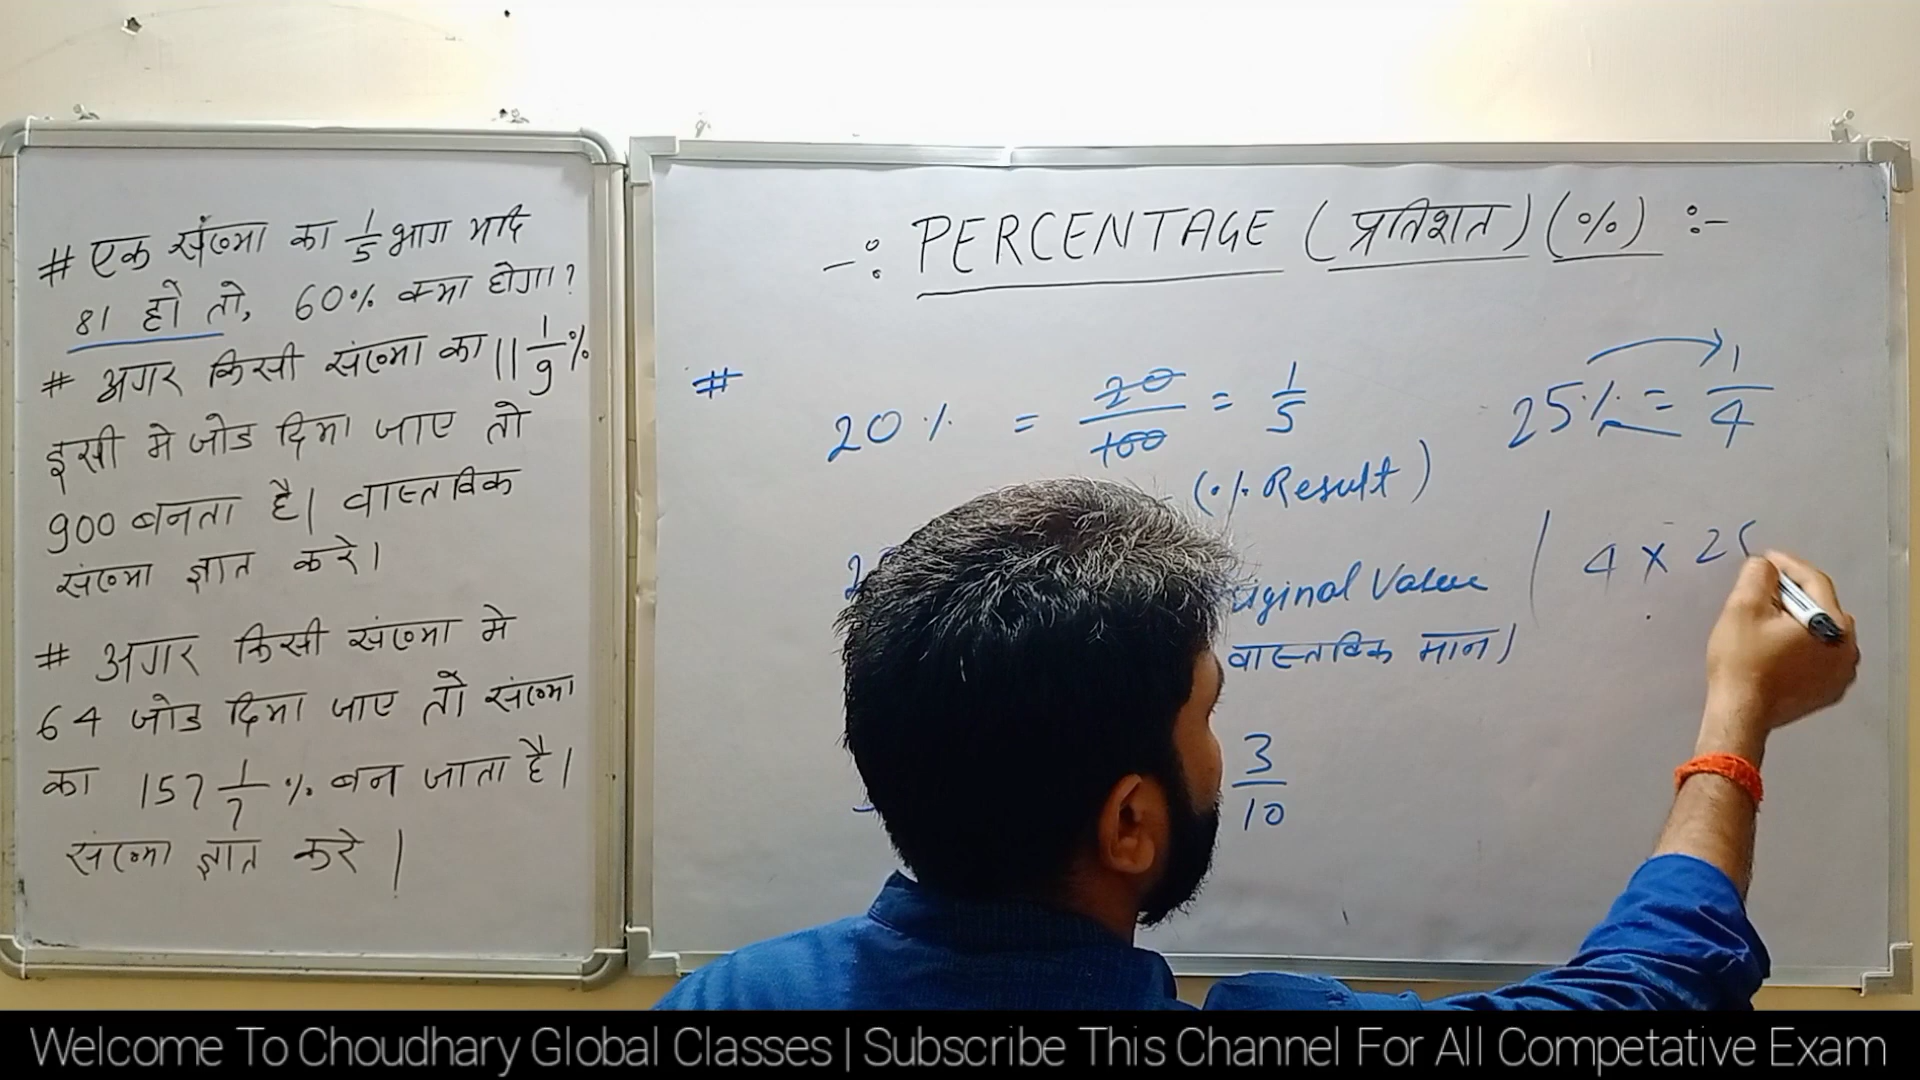 # एक संख्या का 1/5 भाग यदि
81 हो तो, 60% क्या होगा?
# अगर किसी संख्या का 11 1/9 %
इसी मे जोड दिया जाए तो
900 बनता है। वास्तविक
संख्या ज्ञात करे।
# अगर किसी संख्या मे
64 जोड दिया जाए तो संख्या
का 157 1/7 % बन जाता है।
संख्या ज्ञात करे।
-: PERCENTAGE (प्रतिशत) (%) :-
# 20% = 20/100 = 1/5
(% Result)
Value
वास्तविक मान)
3/10
25% = 1/4
4 x
Welcome To Choudhary Global Classes | Subscribe This Channel For All Competative Exam